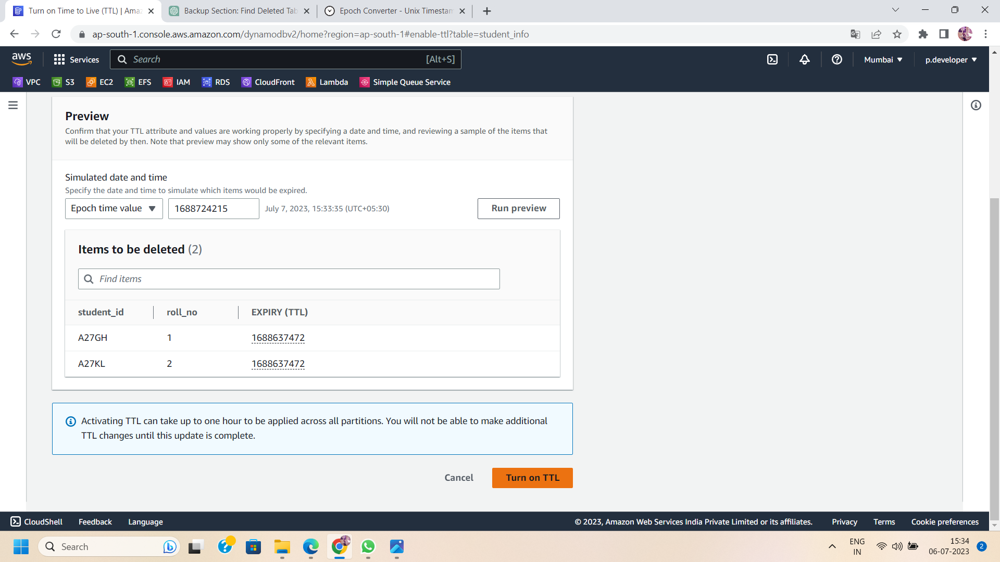 Turn on Time to Live (TTL) | Amaz
Backup Section: Find Deleted Tab
Epoch Converter - Unix Timestam
ap-south-1.console.aws.amazon.com/dynamodbv2/home?region=ap-south-1#enable-ttl?table=student_info
aws
Services
Search
[Alt+S]
Mumbai
p.developer
VPC
S3
EC2
EFS
IAM
RDS
CloudFront
Lambda
Simple Queue Service
Preview
Confirm that your TTL attribute and values are working properly by specifying a date and time, and reviewing a sample of the items that
will be deleted by then. Note that preview may show only some of the relevant items.
Simulated date and time
Specify the date and time to simulate which items would be expired.
Epoch time value
1688724215
July 7, 2023, 15:33:35 (UTC+05:30)
Run preview
Items to be deleted (2)
Find items
student_id
roll_no
EXPIRY (TTL)
A27GH
1
1688637472
A27KL
2
1688637472
Activating TTL can take up to one hour to be applied across all partitions. You will not be able to make additional
TTL changes until this update is complete.
Cancel
Turn on TTL
CloudShell
Feedback
Language
© 2023, Amazon Web Services India Private Limited or its affiliates.
Privacy
Terms
Cookie preferences
Search
ENG
IN
15:34
06-07-2023
2